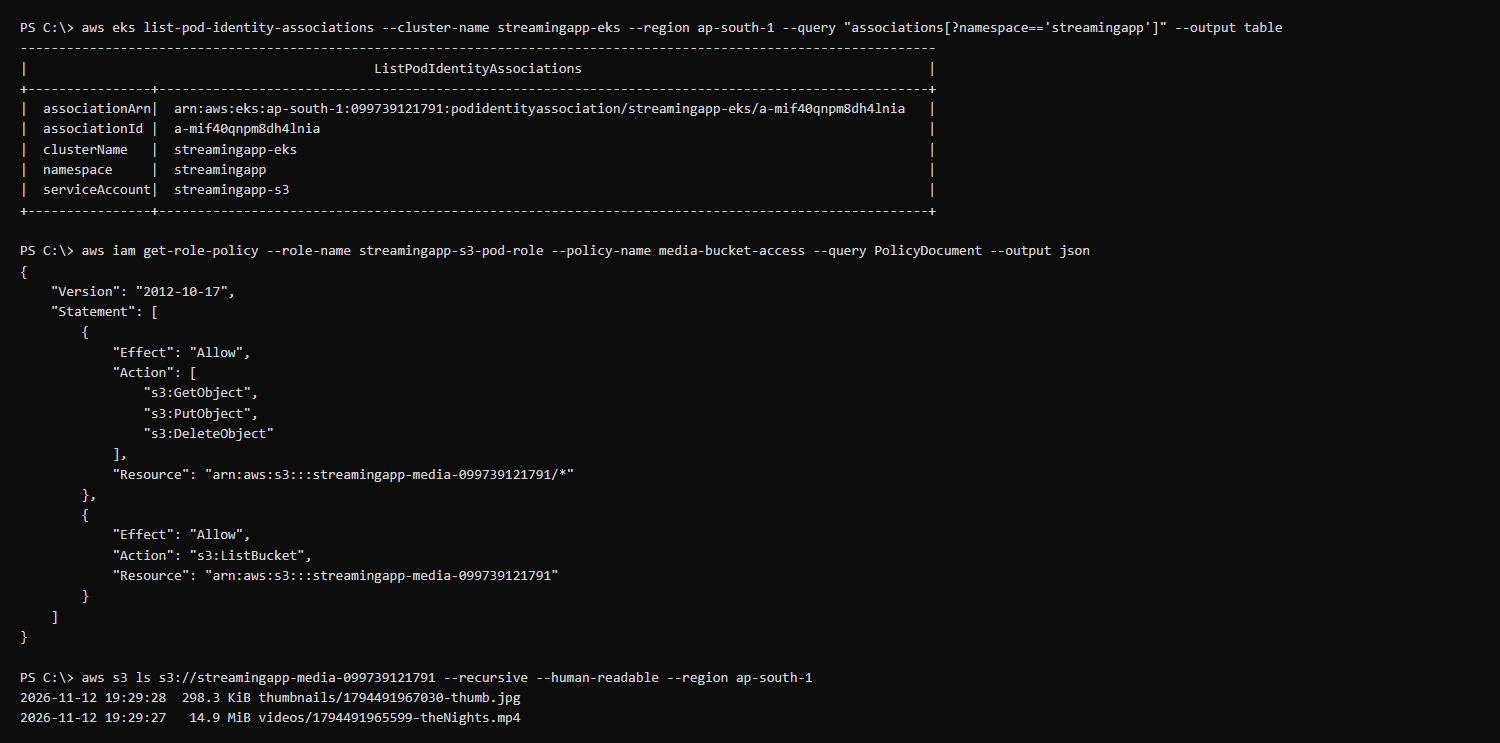 PS C:\> aws eks list-pod-identity-associations --cluster-name streamingapp-eks --region ap-south-1 --query "associations[?namespace=='streamingapp']" --output table
-----------------------------------------------------------------------------------------------------------------------
|                                             ListPodIdentityAssociations                                             |
+----------------+----------------------------------------------------------------------------------------------------+
|  associationArn|  arn:aws:eks:ap-south-1:099739121791:podidentityassociation/streamingapp-eks/a-mif40qnpm8dh4lnia   |
|  associationId |  a-mif40qnpm8dh4lnia                                                                               |
|  clusterName   |  streamingapp-eks                                                                                  |
|  namespace     |  streamingapp                                                                                      |
|  serviceAccount|  streamingapp-s3                                                                                   |
+----------------+----------------------------------------------------------------------------------------------------+
PS C:\> aws iam get-role-policy --role-name streamingapp-s3-pod-role --policy-name media-bucket-access --query PolicyDocument --output json
{
    "Version": "2012-10-17",
    "Statement": [
        {
            "Effect": "Allow",
            "Action": [
                "s3:GetObject",
                "s3:PutObject",
                "s3:DeleteObject"
            ],
            "Resource": "arn:aws:s3:::streamingapp-media-099739121791/*"
        },
        {
            "Effect": "Allow",
            "Action": "s3:ListBucket",
            "Resource": "arn:aws:s3:::streamingapp-media-099739121791"
        }
    ]
}
PS C:\> aws s3 ls s3://streamingapp-media-099739121791 --recursive --human-readable --region ap-south-1
2026-11-12 19:29:28  298.3 KiB thumbnails/1794491967030-thumb.jpg
2026-11-12 19:29:27   14.9 MiB videos/1794491965599-theNights.mp4